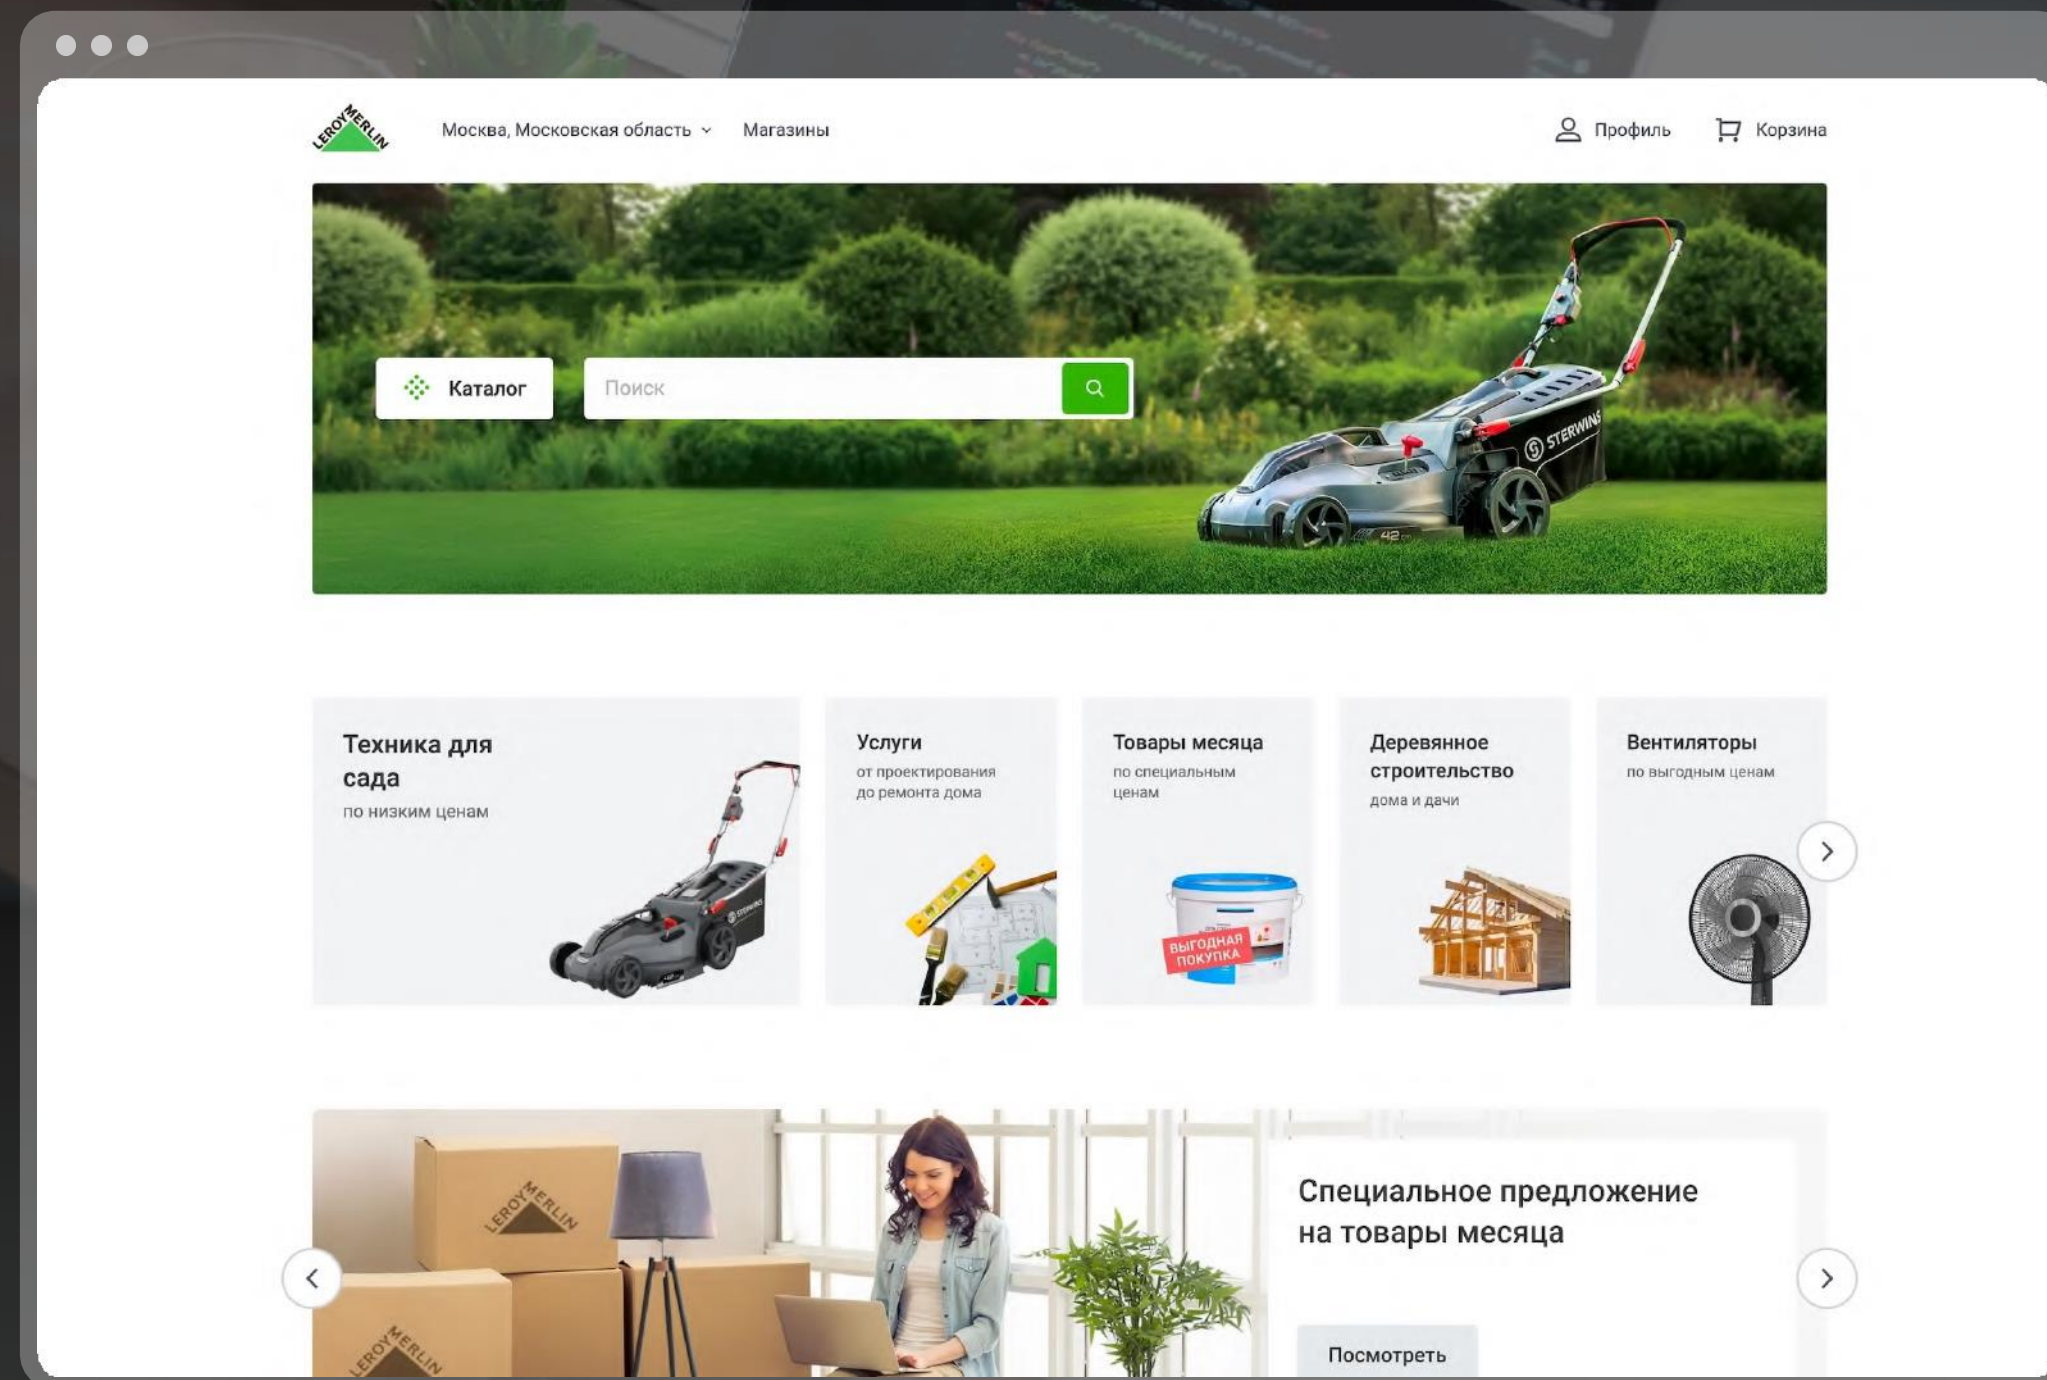 LEROY MERLIN
Москва, Московская область
Магазины
Профиль
Корзина
Каталог
Поиск
STERWINS
42
Техника для
сада
по низким ценам
STERWINS
Услуги
от проектирования
до ремонта дома
Товары месяца
по специальным
ценам
ВЫГОДНАЯ
ПОКУПКА
Деревянное
строительство
дома и дачи
Вентиляторы
по выгодным ценам
LEROY MERLIN
LEROY MERLIN
Специальное предложение
на товары месяца
Посмотреть